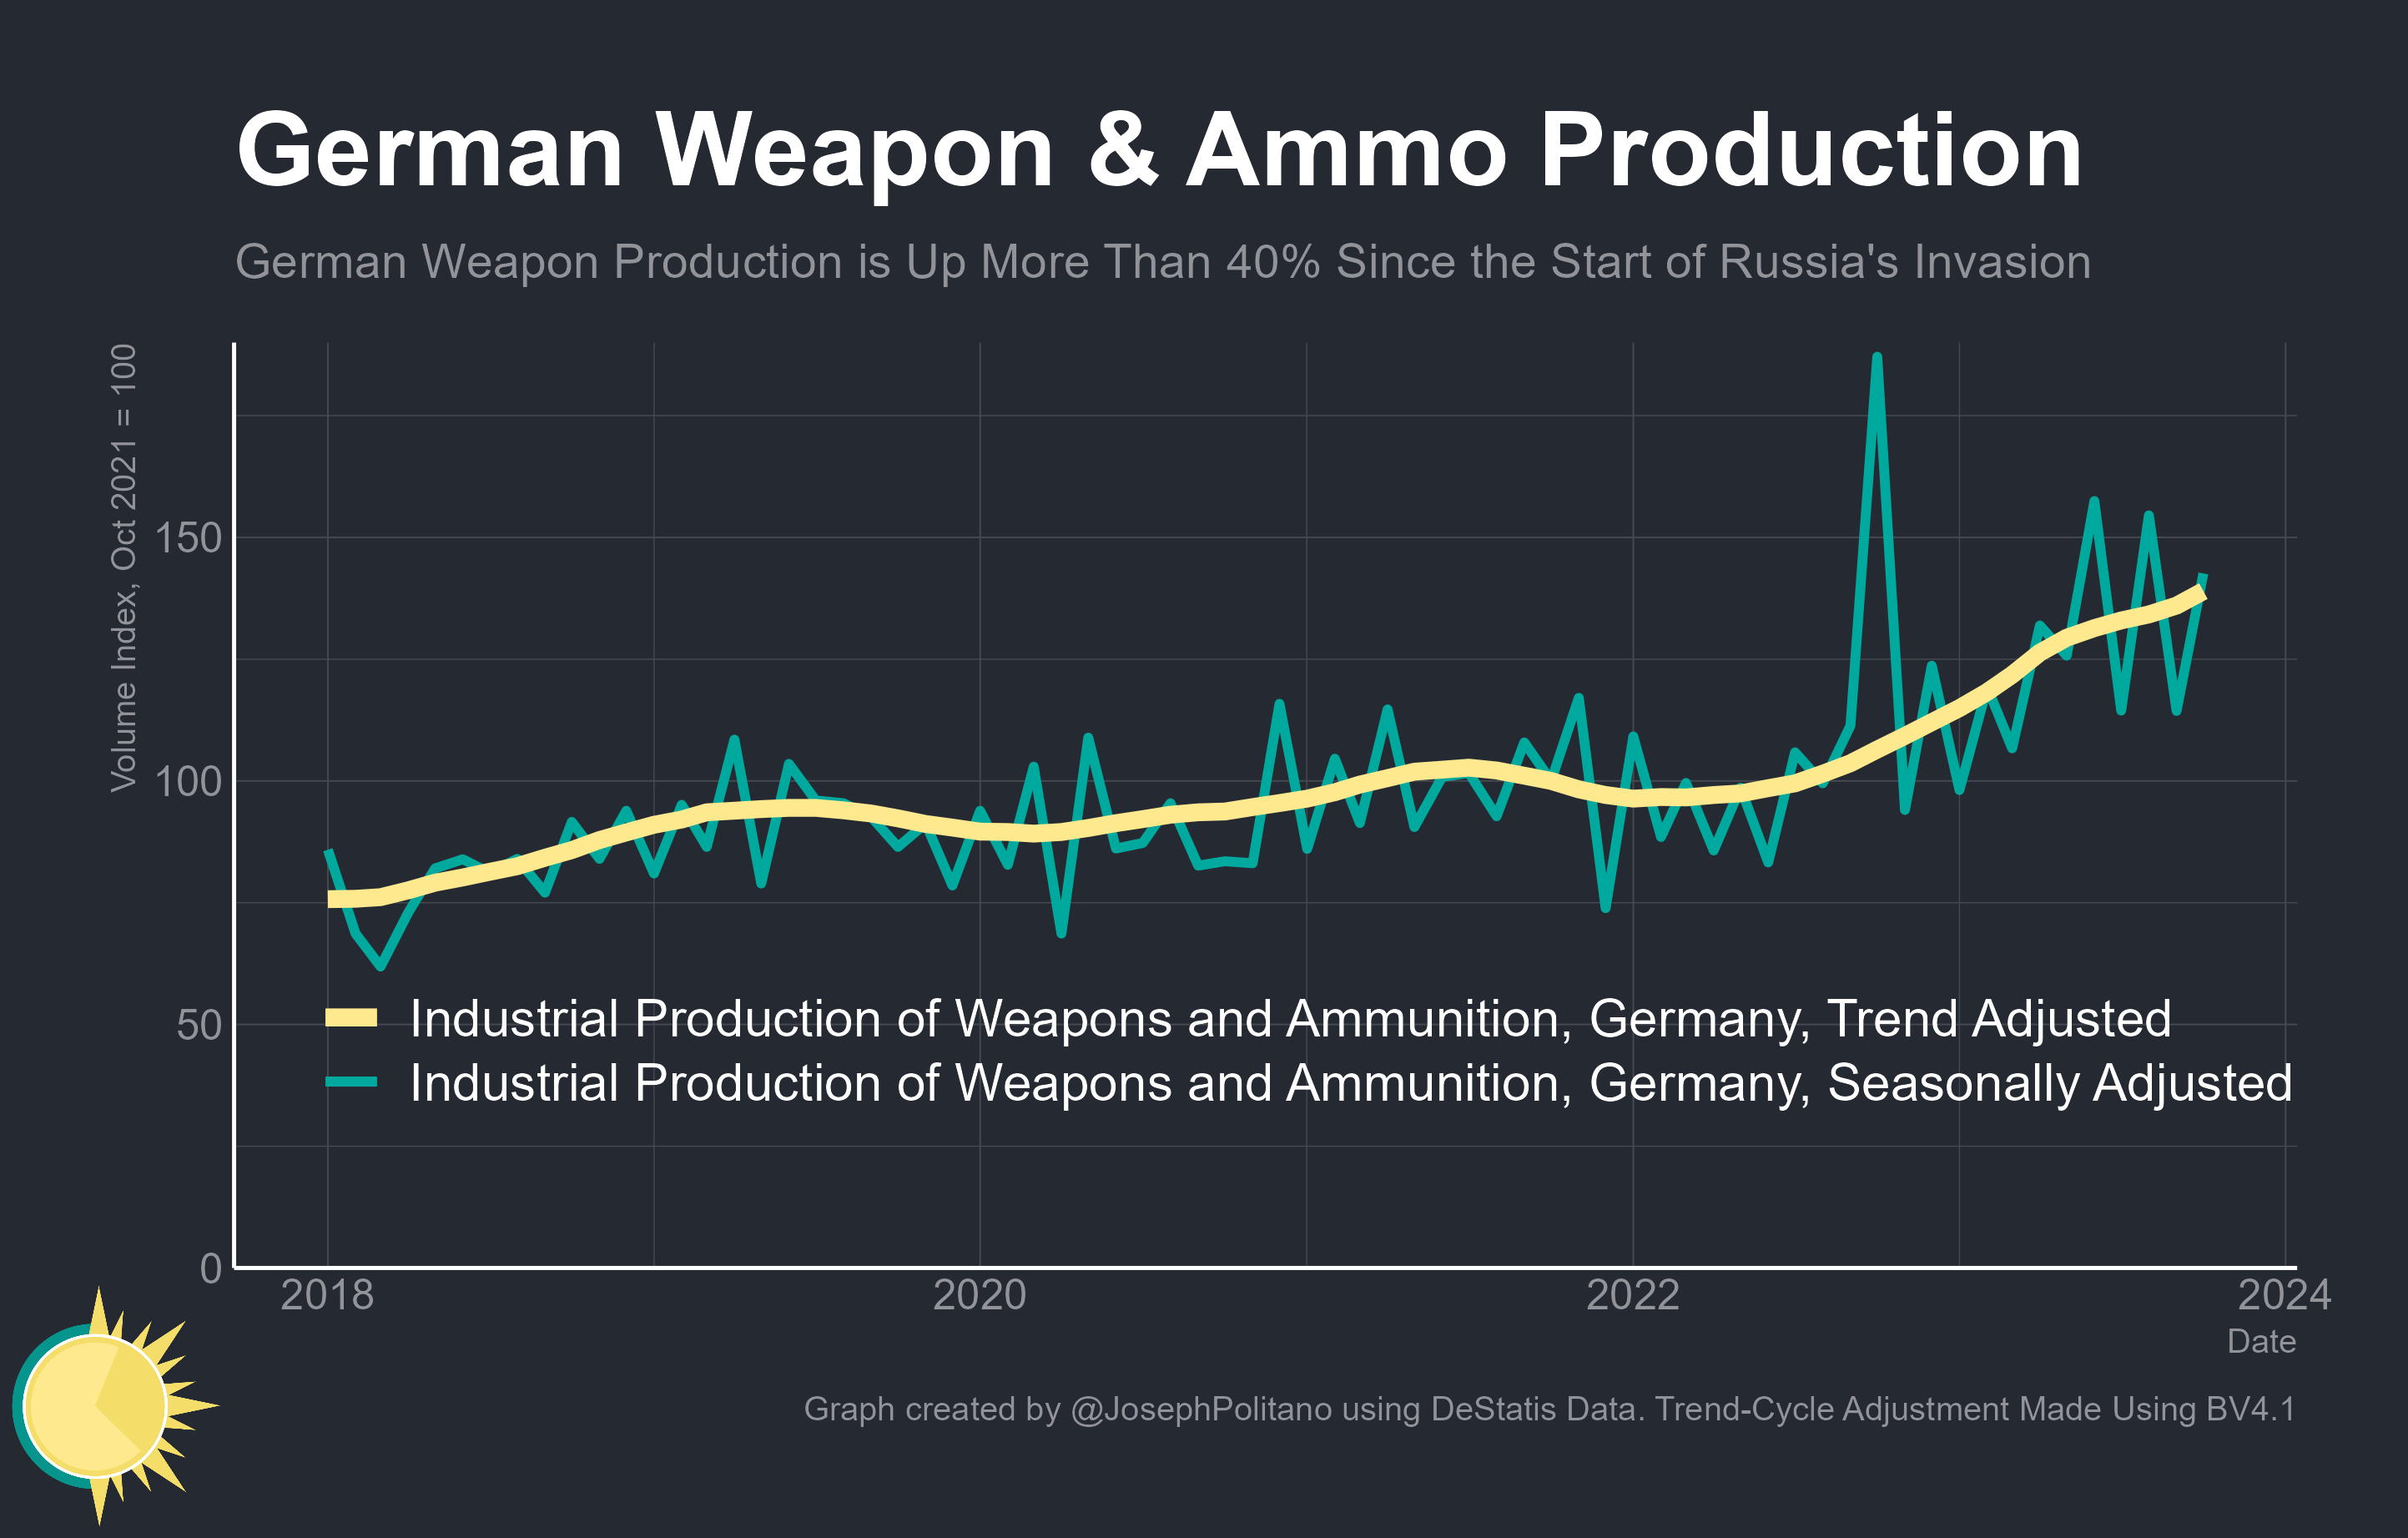 German Weapon & Ammo Production
German Weapon Production is Up More Than 40% Since the Start of Russia's Invasion
Volume Index, Oct 2021 = 100
150
100
50
0
Industrial Production of Weapons and Ammunition, Germany, Trend Adjusted
Industrial Production of Weapons and Ammunition, Germany, Seasonally Adjusted
2018 2020 2022 2024
Date
Graph created by @JosephPolitano using DeStatis Data. Trend-Cycle Adjustment Made Using BV4.1